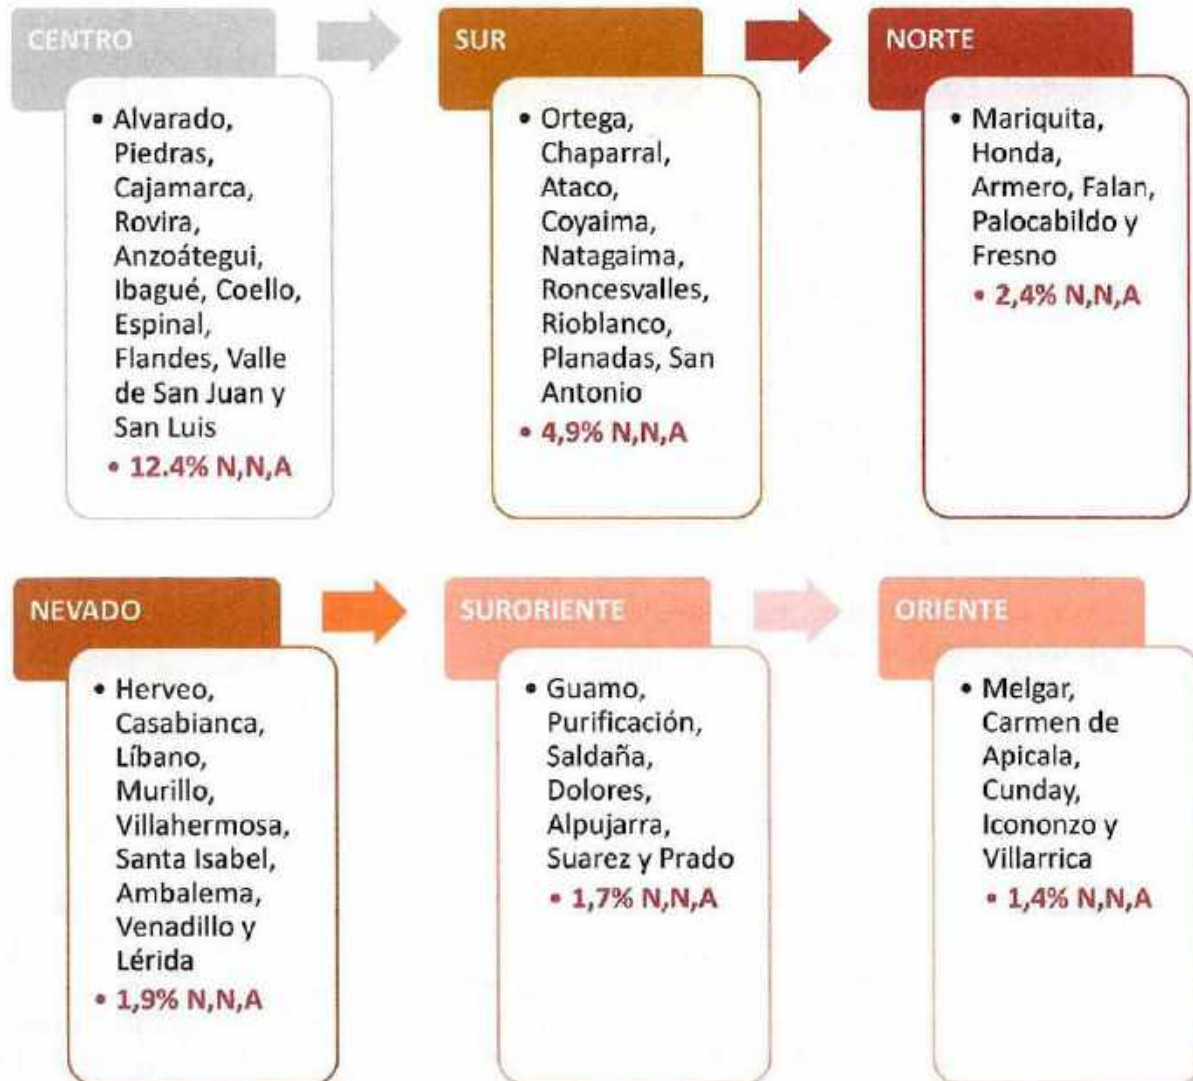 CENTRO
• Alvarado,
Piedras,
Cajamarca,
Rovira,
Anzoátegui,
Ibagué, Coello,
Espinal,
Flandes, Valle
de San Juan y
San Luis
• 12.4% N,N,A
SUR
• Ortega,
Chaparral,
Ataco,
Coyaima,
Natagaima,
Roncesvalles,
Rioblanco,
Planadas, San
Antonio
• 4,9% N,N,A
NORTE
• Mariquita,
Honda,
Armero, Falan,
Palocabildo y
Fresno
• 2,4% N,N,A
NEVADO
• Herveo,
Casabianca,
Líbano,
Murillo,
Villahermosa,
Santa Isabel,
Ambalema,
Venadillo y
Lérida
• 1,9% N,N,A
SURORIENTE
• Guamo,
Purificación,
Saldaña,
Dolores,
Alpujarra,
Suarez y Prado
• 1,7% N,N,A
ORIENTE
• Melgar,
Carmen de
Apicala,
Cunday,
Icononzo y
Villarrica
• 1,4% N,N,A